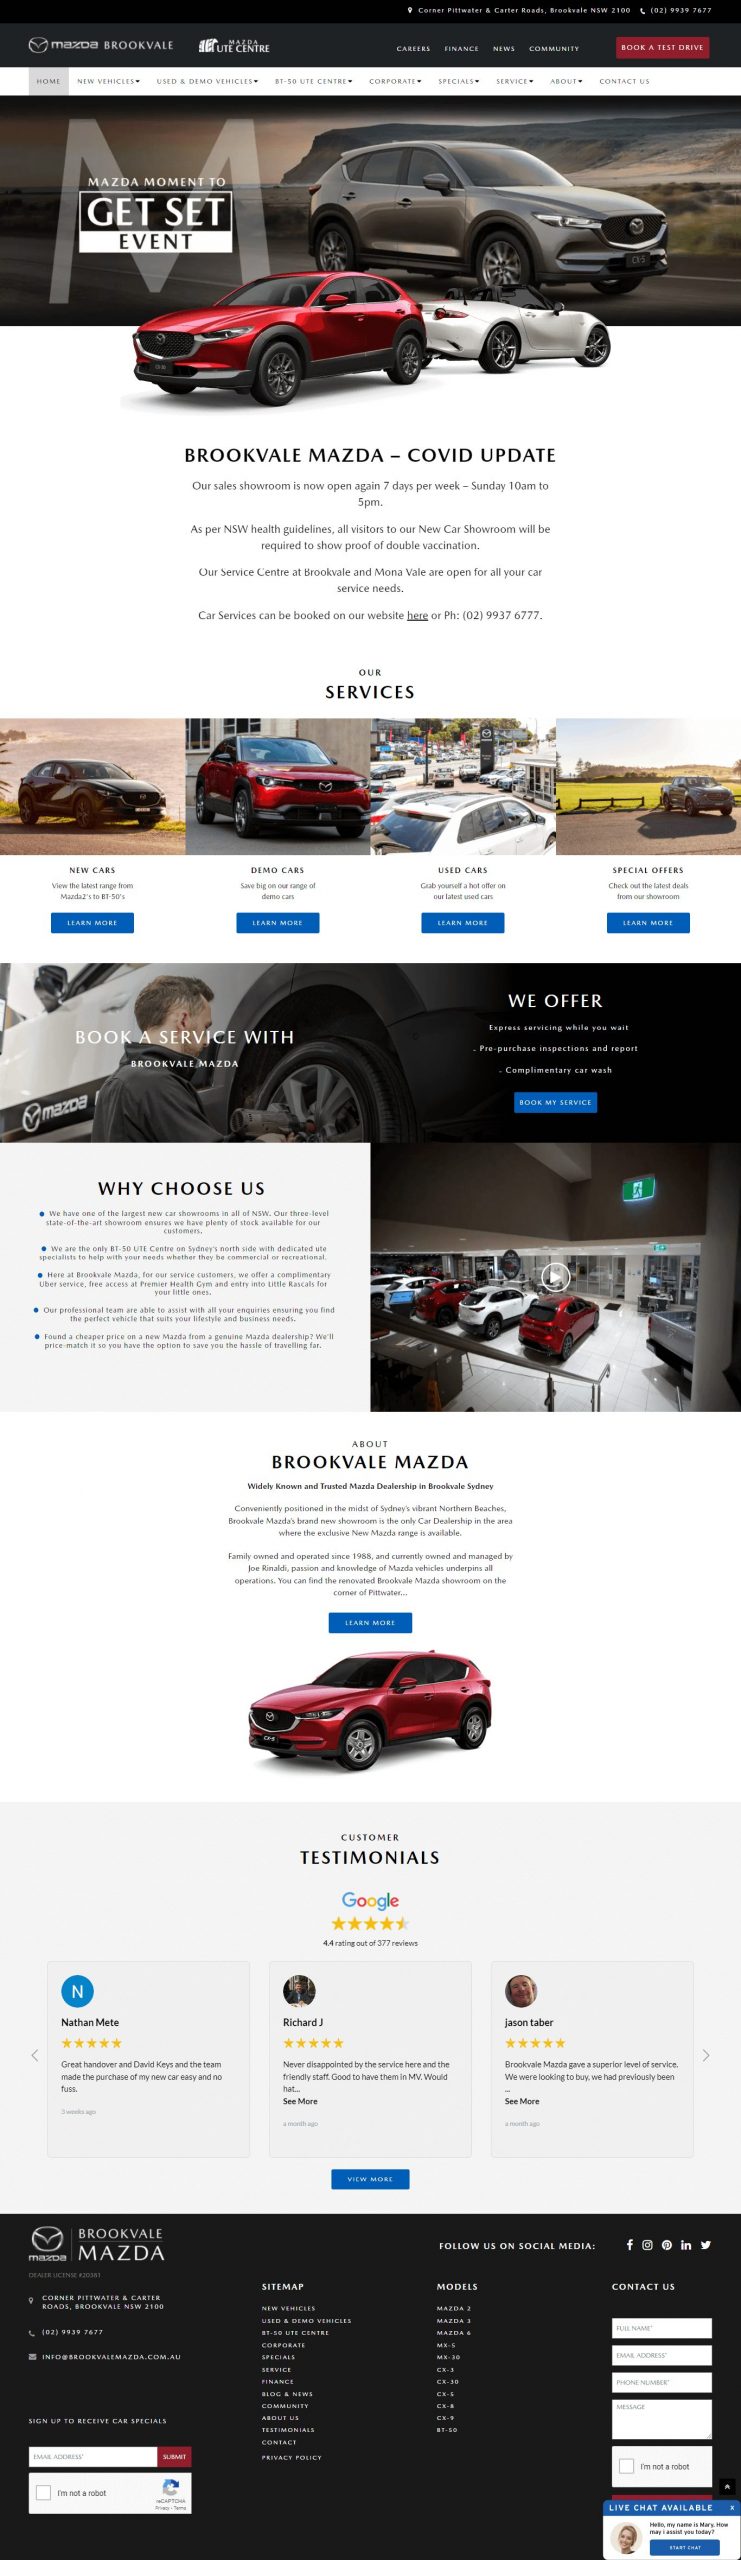 Corner Pittwater & Carter Roads, Brookvale NSW 2100 (02) 9939 7677
mazda BROOKVALE
MAZDA
UTE CENTRE
CAREERS FINANCE NEWS COMMUNITY
BOOK A TEST DRIVE
HOME NEW VEHICLES USED & DEMO VEHICLES BT-50 UTE CENTRE CORPORATE SPECIALS SERVICE ABOUT CONTACT US
M
MAZDA MOMENT TO
GET SET
EVENT
CX-5
CX-30
BROOKVALE MAZDA – COVID UPDATE
Our sales showroom is now open again 7 days per week – Sunday 10am to
5pm.
As per NSW health guidelines, all visitors to our New Car Showroom will be
required to show proof of double vaccination.
Our Service Centre at Brookvale and Mona Vale are open for all your car
service needs.
Car Services can be booked on our website here or Ph: (02) 9937 6777.
OUR
SERVICES
NEW CARS
View the latest range from
Mazda2's to BT-50's
LEARN MORE
DEMO CARS
Save big on our range of
demo cars
LEARN MORE
USED CARS
Grab yourself a hot offer on
our latest used cars
LEARN MORE
SPECIAL OFFERS
Check out the latest deals
from our showroom
LEARN MORE
BOOK A SERVICE WITH
BROOKVALE MAZDA
mazda
WE OFFER
Express servicing while you wait
- Pre-purchase inspections and report
- Complimentary car wash
BOOK MY SERVICE
WHY CHOOSE US
We have one of the largest new car showrooms in all of NSW. Our three-level
state-of-the-art showroom ensures we have plenty of stock available for our
customers.
We are the only BT-50 UTE Centre on Sydney's north side with dedicated ute
specialists to help with your needs whether they be commercial or recreational.
Here at Brookvale Mazda, for our service customers, we offer a complimentary
Uber service, free access at Premier Health Gym and entry into Little Rascals for
your little ones.
Our professional team are able to assist with all your enquiries ensuring you find
the perfect vehicle that suits your lifestyle and business needs.
Found a cheaper price on a new Mazda from a genuine Mazda dealership? We'll
price-match it so you have the option to save you the hassle of travelling far.
ABOUT
BROOKVALE MAZDA
Widely Known and Trusted Mazda Dealership in Brookvale Sydney
Conveniently positioned in the midst of Sydney's vibrant Northern Beaches,
Brookvale Mazda's brand new showroom is the only Car Dealership in the area
where the exclusive New Mazda range is available.
Family owned and operated since 1988, and currently owned and managed by
Joe Rinaldi, passion and knowledge of Mazda vehicles underpins all
operations. You can find the renovated Brookvale Mazda showroom on the
corner of Pittwater...
LEARN MORE
CX-5
CUSTOMER
TESTIMONIALS
Google
4.4 rating out of 377 reviews
N
Nathan Mete
Great handover and David Keys and the team
made the purchase of my new car easy and no
fuss.
3 weeks ago
Richard J
Never disappointed by the service here and the
friendly staff. Good to have them in MV. Would
hat...
See More
a month ago
jason taber
Brookvale Mazda gave a superior level of service.
We were looking to buy, we had previously been
...
See More
a month ago
VIEW MORE
mazda
BROOKVALE
MAZDA
DEALER LICENSE #20381
CORNER PITTWATER & CARTER
ROADS, BROOKVALE NSW 2100
(02) 9939 7677
INFO@BROOKVALEMAZDA.COM.AU
SIGN UP TO RECEIVE CAR SPECIALS
EMAIL ADDRESS* SUBMIT
I'm not a robot
reCAPTCHA
Privacy - Terms
FOLLOW US ON SOCIAL MEDIA:
SITEMAP
NEW VEHICLES
USED & DEMO VEHICLES
BT-50 UTE CENTRE
CORPORATE
SPECIALS
SERVICE
FINANCE
BLOG & NEWS
COMMUNITY
ABOUT US
TESTIMONIALS
CONTACT
PRIVACY POLICY
MODELS
MAZDA 2
MAZDA 3
MAZDA 6
MX-5
MX-30
CX-3
CX-30
CX-5
CX-8
CX-9
BT-50
CONTACT US
FULL NAME*
EMAIL ADDRESS*
PHONE NUMBER*
MESSAGE
I'm not a robot
LIVE CHAT AVAILABLE X
Hello, my name is Mary. How
may i assist you today?
START CHAT